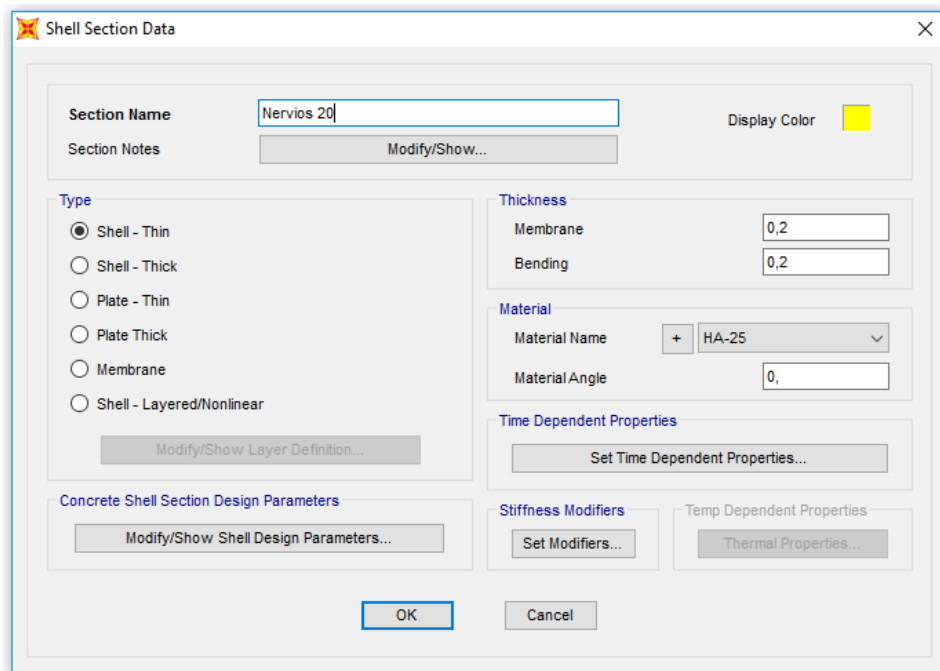 Shell Section Data
Section Name
Nervios 20
Display Color
Section Notes
Modify/Show...
Type
Shell - Thin
Shell - Thick
Plate - Thin
Plate Thick
Membrane
Shell - Layered/Nonlinear
Modify/Show Layer Definition...
Thickness
Membrane
0,2
Bending
0,2
Material
Material Name
+
HA-25
Material Angle
0,
Time Dependent Properties
Set Time Dependent Properties...
Concrete Shell Section Design Parameters
Modify/Show Shell Design Parameters...
Stiffness Modifiers
Set Modifiers...
Temp Dependent Properties
Thermal Properties...
OK
Cancel